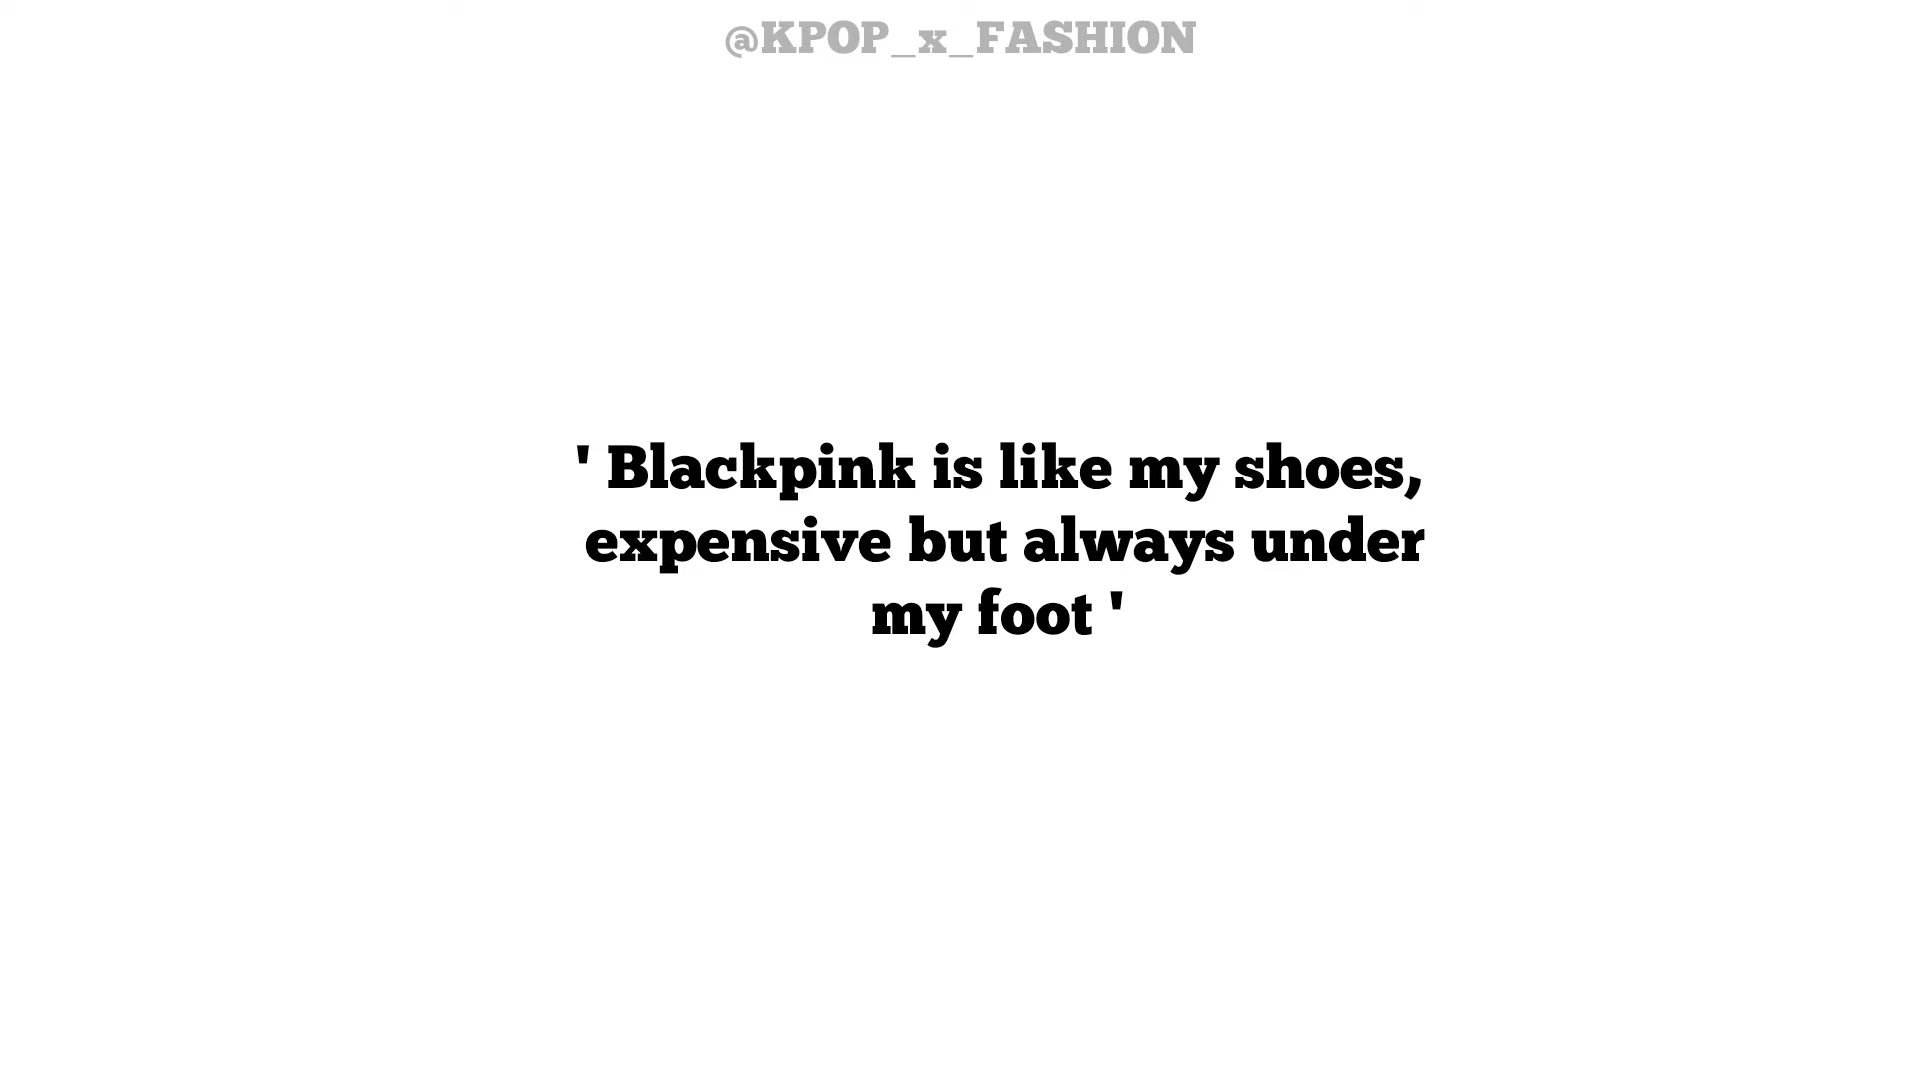 @KPOP_x_FASHION
' Blackpink is like my shoes,
expensive but always under
my foot '